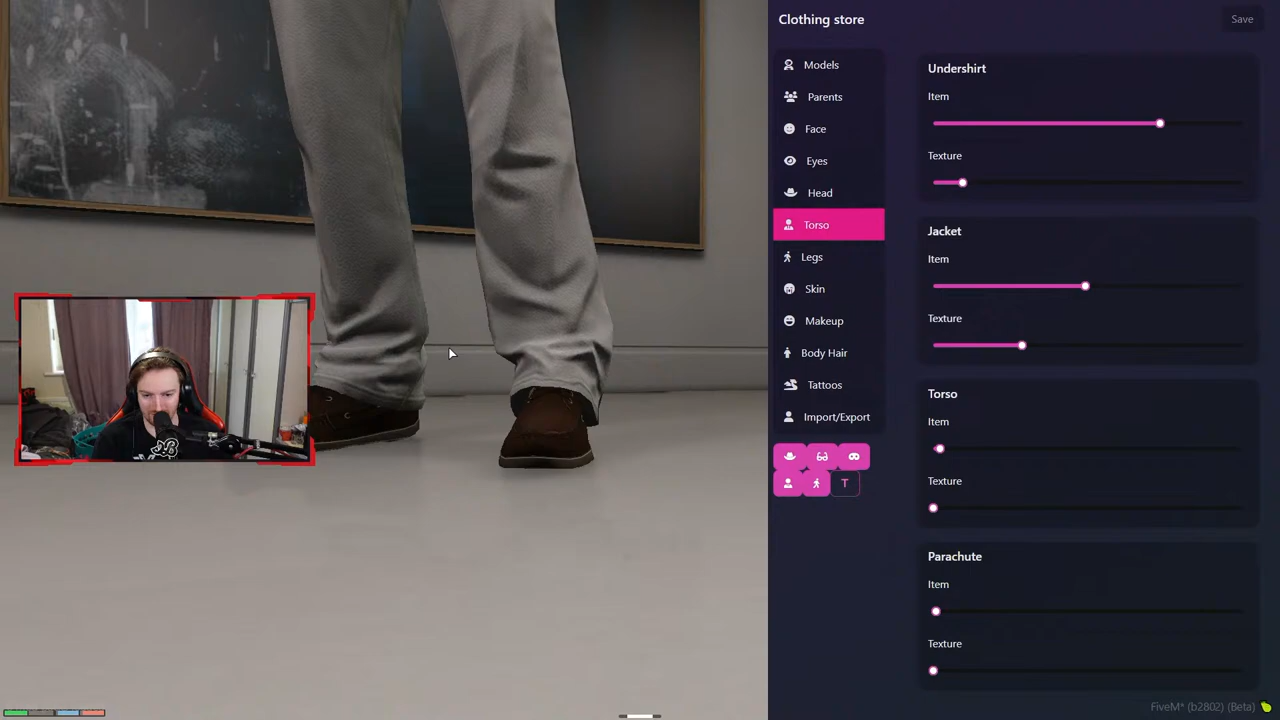 Clothing store
Save
Models
Parents
Face
Eyes
Head
Torso
Legs
Skin
Makeup
Body Hair
Tattoos
Import/Export
T
Undershirt
Item
Texture
Jacket
Item
Texture
Torso
Item
Texture
Parachute
Item
Texture
FiveM* (b2802) (Beta)